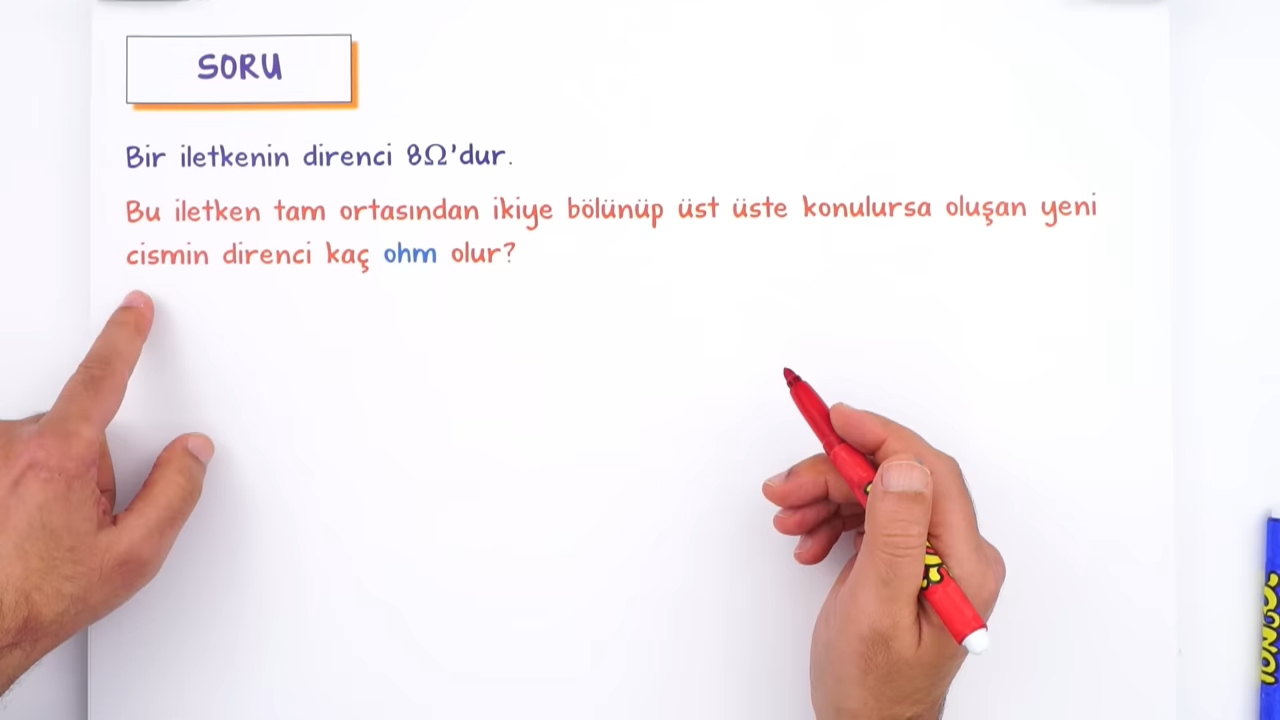 SORU
Bir iletkenin direnci 8Ω'dur.
Bu iletken tam ortasından ikiye bölünüp üst üste konulursa oluşan yeni
cismin direnci kaç ohm olur?